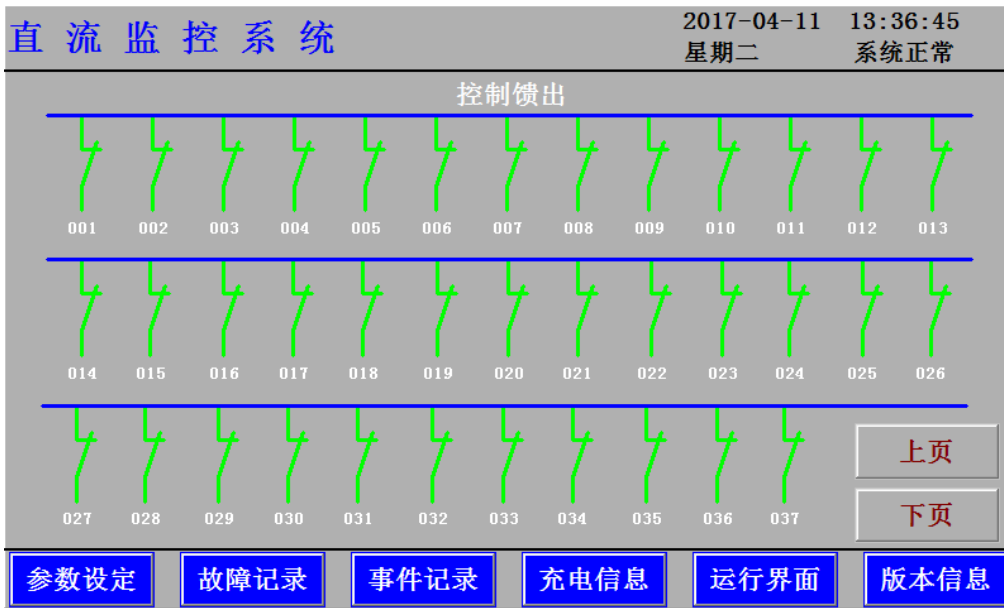 直流监控系统
2017-04-11 13:36:45
星期二 系统正常
控制馈出
001 002 003 004 005 006 007 008 009 010 011 012 013
014 015 016 017 018 019 020 021 022 023 024 025 026
上页
027 028 029 030 031 032 033 034 035 036 037
下页
参数设定 故障记录 事件记录 充电信息 运行界面 版本信息